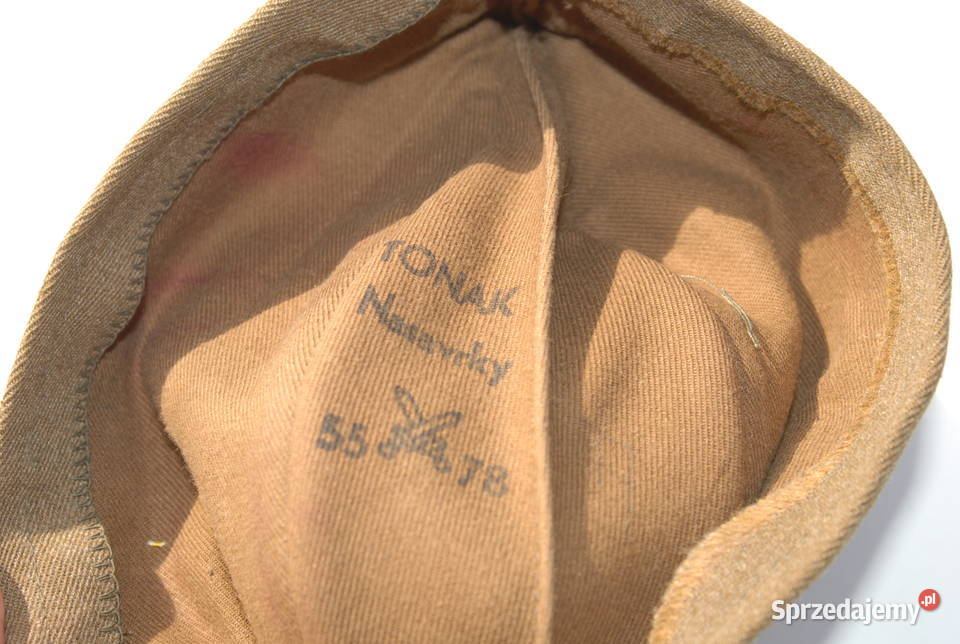 TONAK
Nasavrky
55 78
Sprzedajemy.pl